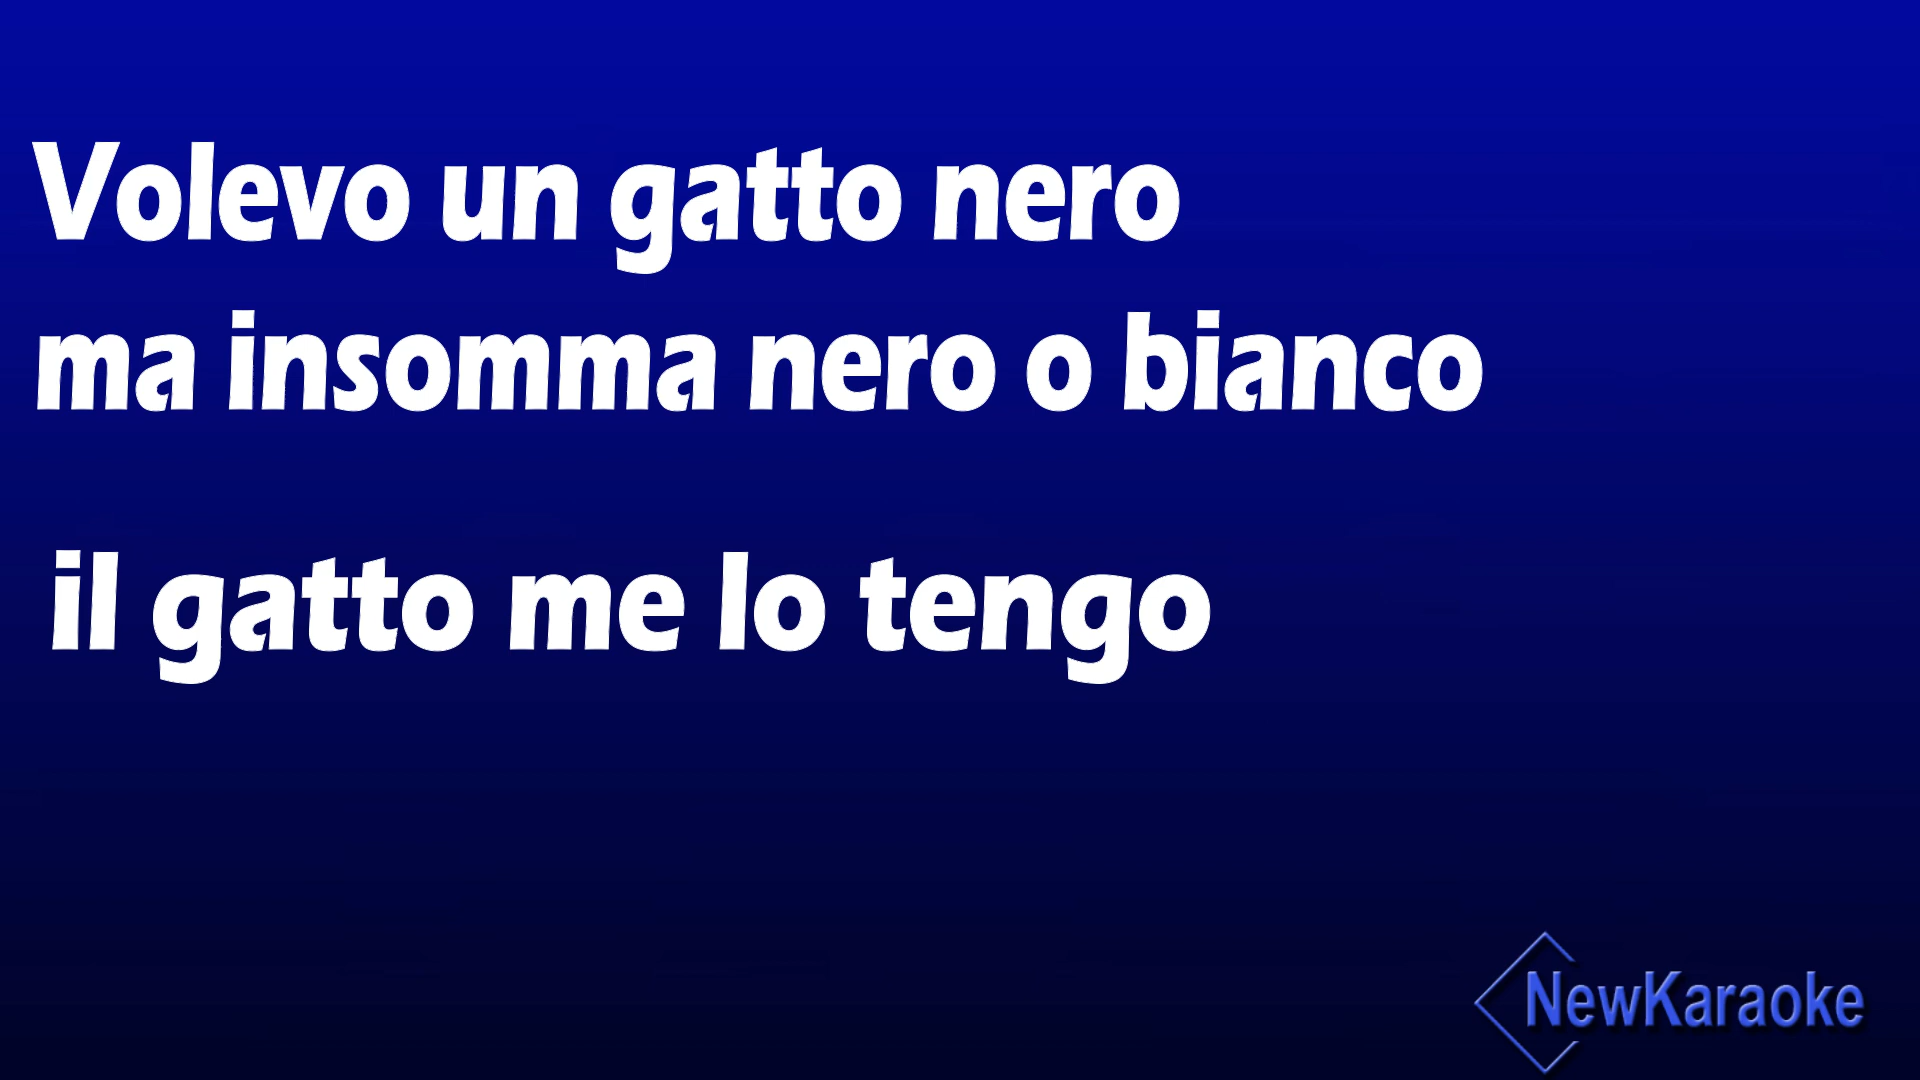 Volevo un gatto nero
ma insomma nero o bianco
il gatto me lo tengo
NewKaraoke